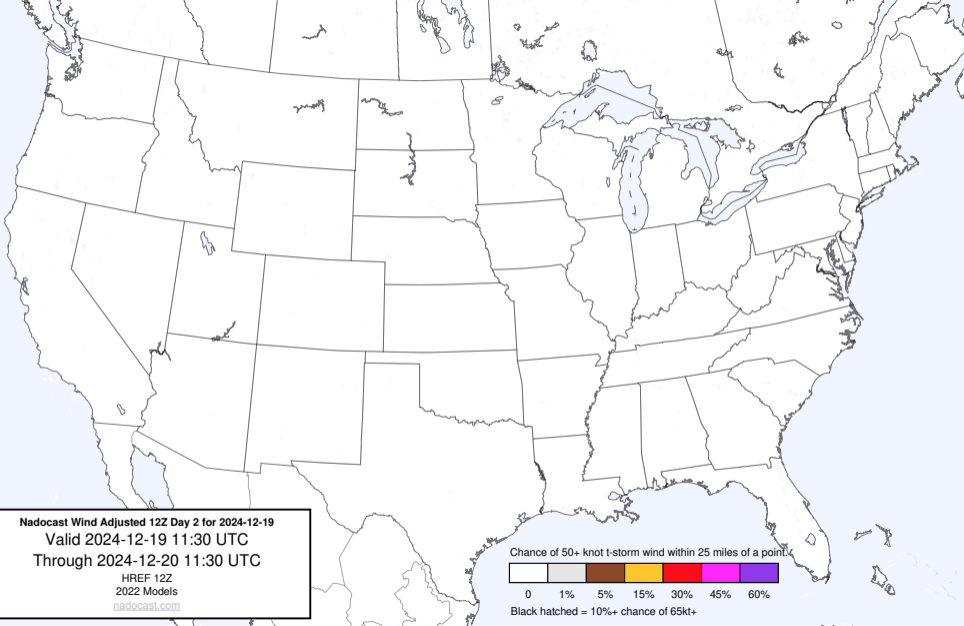 Nadocast Wind Adjusted 12Z Day 2 for 2024-12-19
Valid 2024-12-19 11:30 UTC
Through 2024-12-20 11:30 UTC
HREF 12Z
2022 Models
nadocast.com
Chance of 50+ knot t-storm wind within 25 miles of a point.
0 1% 5% 15% 30% 45% 60%
Black hatched = 10%+ chance of 65kt+